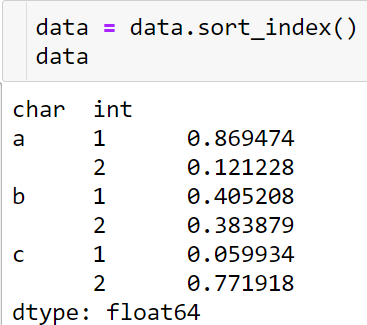 data = data.sort_index()
data
char  int
a     1      0.869474
      2      0.121228
b     1      0.405208
      2      0.383879
c     1      0.059934
      2      0.771918
dtype: float64